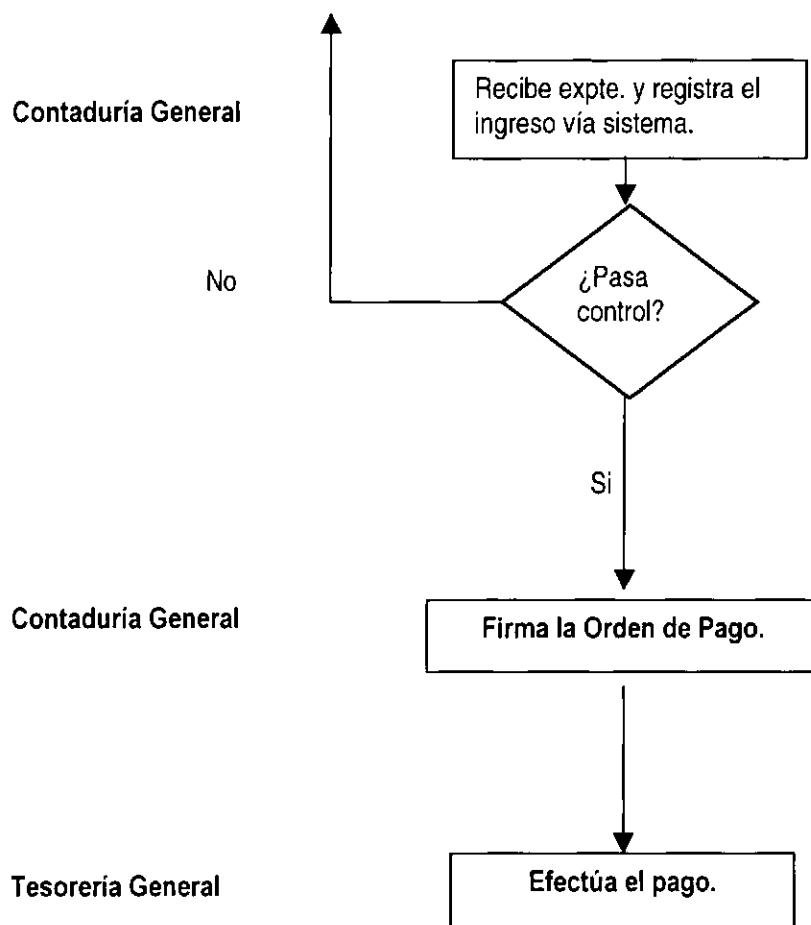 Contaduría General
Recibe expte. y registra el
ingreso vía sistema.
No
¿Pasa
control?
Si
Contaduría General
Firma la Orden de Pago.
Tesorería General
Efectúa el pago.